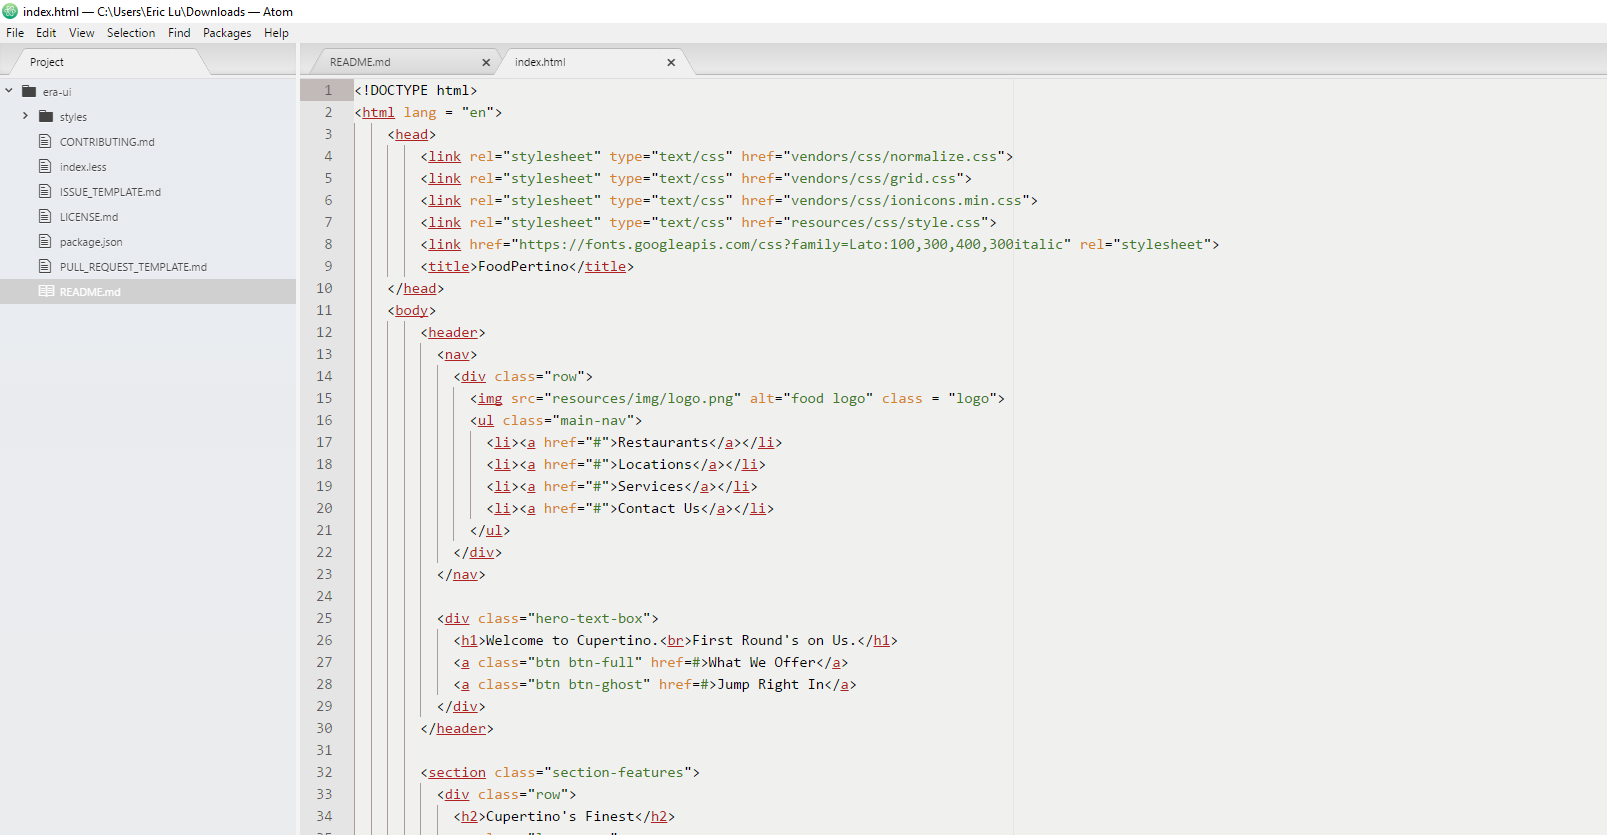 index.html — C:\Users\Eric Lu\Downloads — Atom
File Edit View Selection Find Packages Help
Project
era-ui
styles
CONTRIBUTING.md
index.less
ISSUE_TEMPLATE.md
LICENSE.md
package.json
PULL_REQUEST_TEMPLATE.md
README.md
README.md index.html
1 <!DOCTYPE html>
2 <html lang = "en">
3 <head>
4 <link rel="stylesheet" type="text/css" href="vendors/css/normalize.css">
5 <link rel="stylesheet" type="text/css" href="vendors/css/grid.css">
6 <link rel="stylesheet" type="text/css" href="vendors/css/ionicons.min.css">
7 <link rel="stylesheet" type="text/css" href="resources/css/style.css">
8 <link href="https://fonts.googleapis.com/css?family=Lato:100,300,400,300italic" rel="stylesheet">
9 <title>FoodPertino</title>
10 </head>
11 <body>
12 <header>
13 <nav>
14 <div class="row">
15 <img src="resources/img/logo.png" alt="food logo" class = "logo">
16 <ul class="main-nav">
17 <li><a href="#">Restaurants</a></li>
18 <li><a href="#">Locations</a></li>
19 <li><a href="#">Services</a></li>
20 <li><a href="#">Contact Us</a></li>
21 </ul>
22 </div>
23 </nav>
24
25 <div class="hero-text-box">
26 <h1>Welcome to Cupertino.<br>First Round's on Us.</h1>
27 <a class="btn btn-full" href=#>What We Offer</a>
28 <a class="btn btn-ghost" href=#>Jump Right In</a>
29 </div>
30 </header>
31
32 <section class="section-features">
33 <div class="row">
34 <h2>Cupertino's Finest</h2>